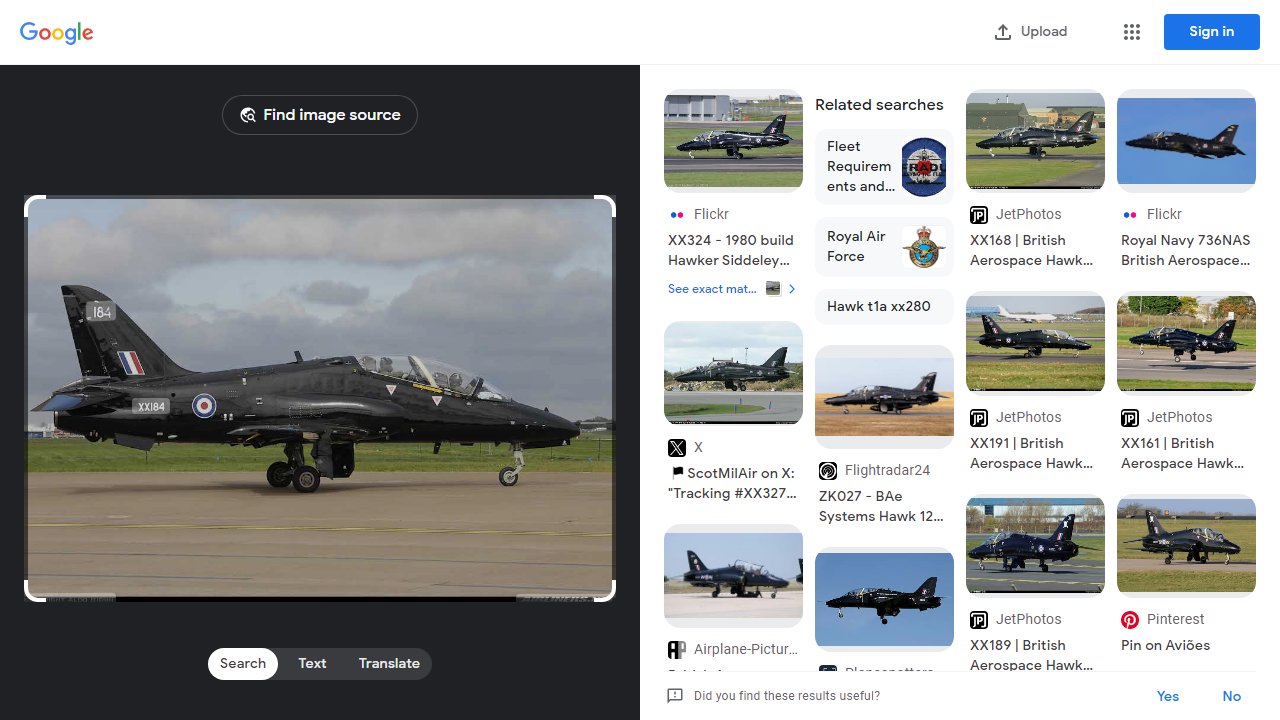 Google
Upload
Sign in
Find image source
184
XX184
Search
Text
Translate
Flickr
XX324 - 1980 build
Hawker Siddeley...
See exact mat...
X
ScotMilAir on X:
"Tracking #XX327...
Airplane-Pictur...
Related searches
Fleet
Requirem
ents and...
Royal Air
Force
Hawk t1a xx280
Flightradar24
ZK027 - BAe
Systems Hawk 12...
JetPhotos
XX168 | British
Aerospace Hawk...
JetPhotos
XX191 | British
Aerospace Hawk...
JetPhotos
XX189 | British
Aerospace Hawk...
Flickr
Royal Navy 736NAS
British Aerospace...
JetPhotos
XX161 | British
Aerospace Hawk...
Pinterest
Pin on Aviões
Did you find these results useful?
Yes
No